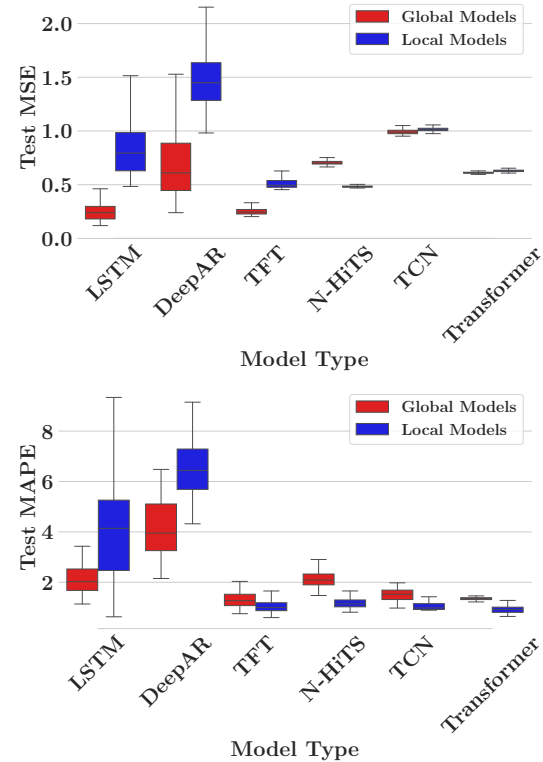 Global Models
Local Models
2.0
1.5
1.0
0.5
0.0
Test MSE
LSTM
DeepAR
TFT
N-HiTS
TCN
Transformer
Model Type
Global Models
Local Models
8
6
4
2
Test MAPE
LSTM
DeepAR
TFT
N-HiTS
TCN
Transformer
Model Type